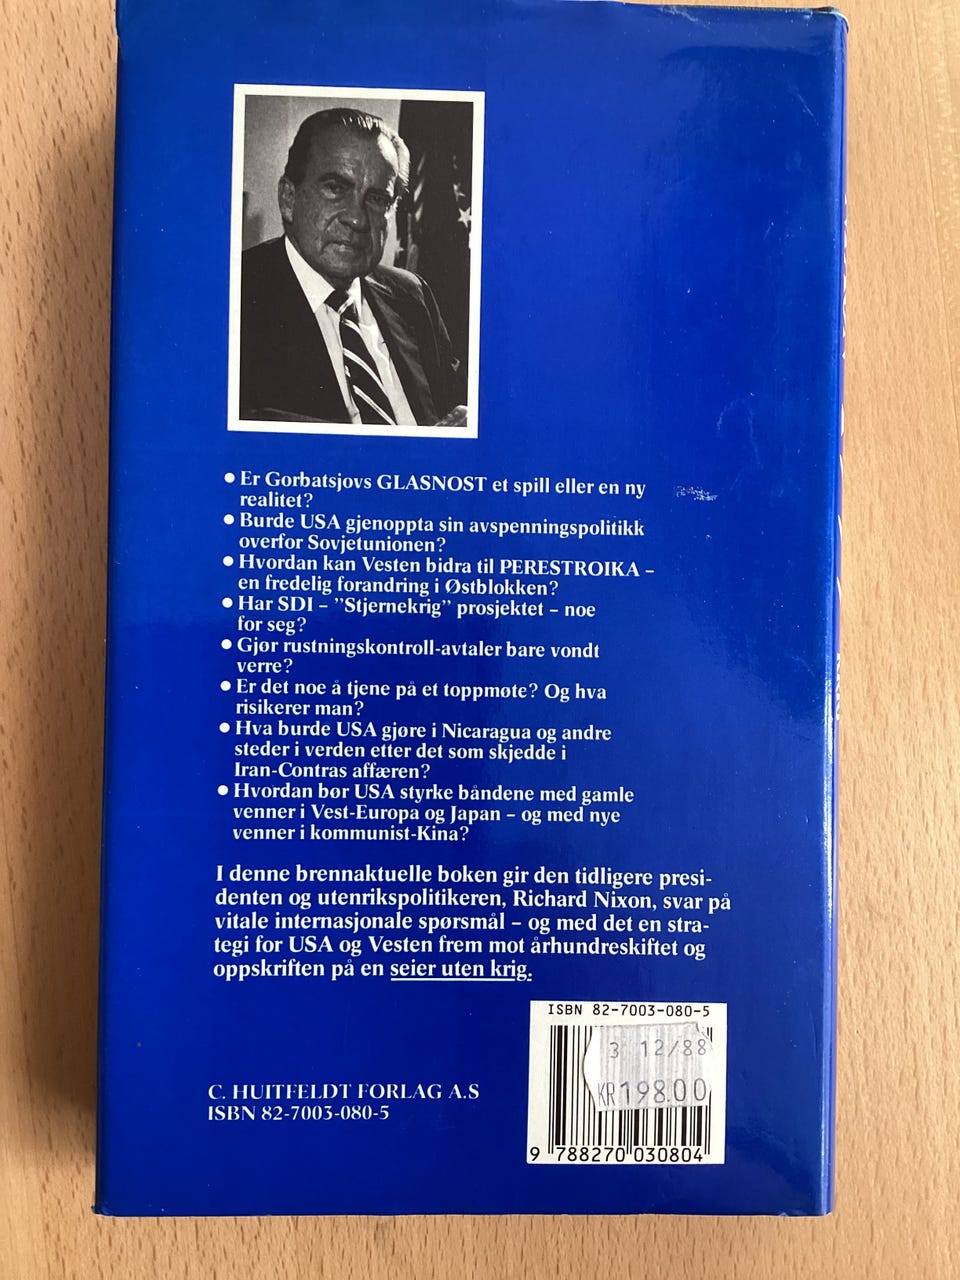 ● Er Gorbatsjovs GLASNOST et spill eller en ny
realitet?
● Burde USA gjenoppta sin avspenningspolitikk
overfor Sovjetunionen?
● Hvordan kan Vesten bidra til PERESTROIKA –
en fredelig forandring i Østblokken?
● Har SDI – ”Stjernekrig” prosjektet – noe
for seg?
● Gjør rustningskontroll-avtaler bare vondt
verre?
● Er det noe å tjene på et toppmøte? Og hva
risikerer man?
● Hva burde USA gjøre i Nicaragua og andre
steder i verden etter det som skjedde i
Iran-Contras affæren?
● Hvordan bør USA styrke båndene med gamle
venner i Vest-Europa og Japan – og med nye
venner i kommunist-Kina?
I denne brennaktuelle boken gir den tidligere presi-
denten og utenrikspolitikeren, Richard Nixon, svar på
vitale internasjonale spørsmål – og med det en stra-
tegi for USA og Vesten frem mot århundreskiftet og
oppskriften på en seier uten krig.
ISBN 82-7003-080-5
3 12/88
KR 198.00
9 788270 030804
C. HUITFELDT FORLAG A.S
ISBN 82-7003-080-5